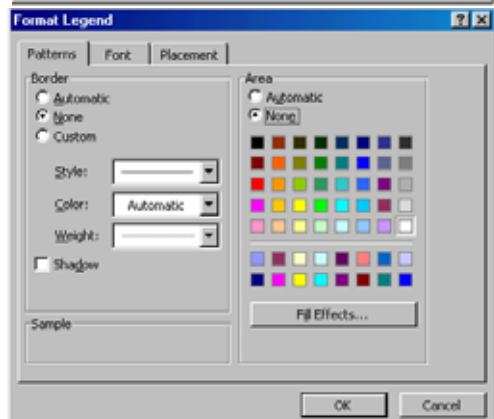 Format Legend
Patterns
Font
Placement
Border
Automatic
None
Custom
Style:
Color:
Automatic
Weight:
Shadow
Sample
Area
Automatic
None
Fill Effects...
OK
Cancel